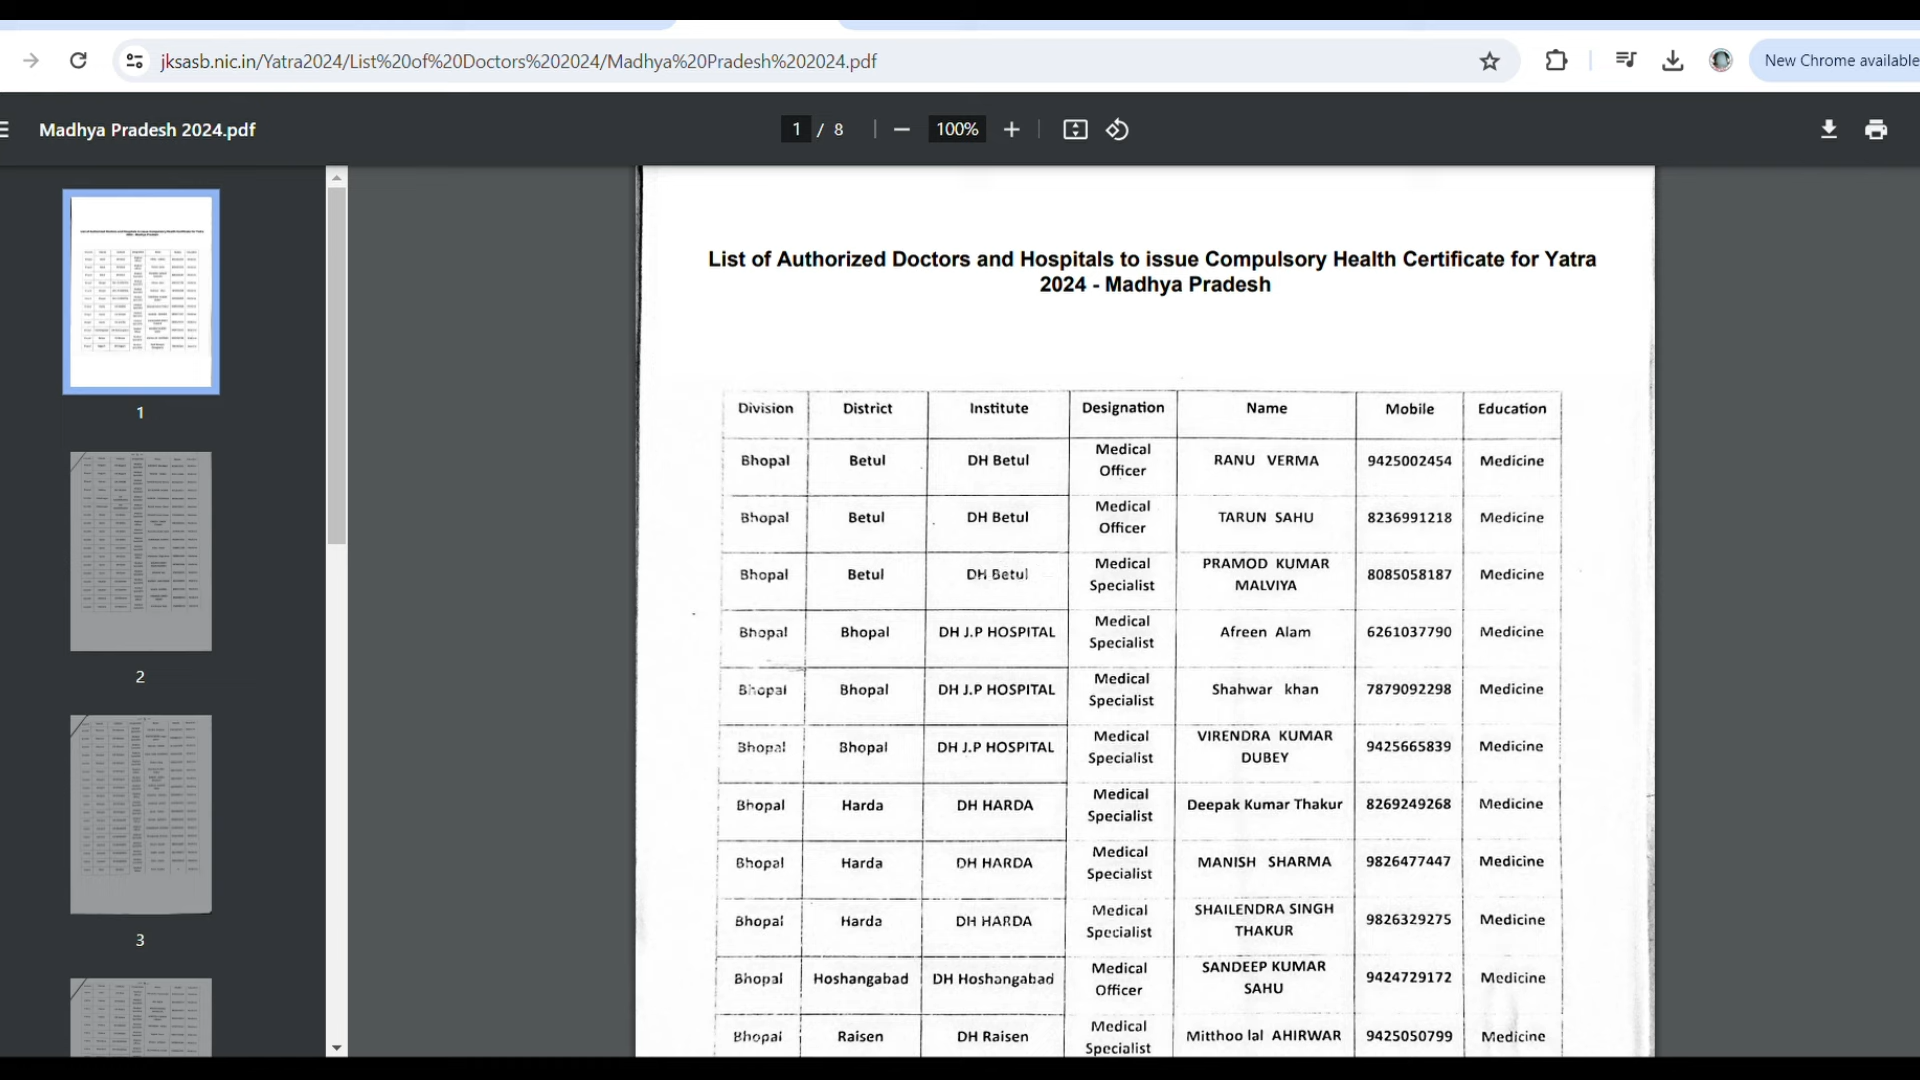 jksasb.nic.in/Yatra2024/List%20of%20Doctors%202024/Madhya%20Pradesh%202024.pdf
New Chrome available
Madhya Pradesh 2024.pdf
1 / 8
100%
1
2
3
List of Authorized Doctors and Hospitals to issue Compulsory Health Certificate for Yatra
2024 - Madhya Pradesh
Division District Institute Designation Name Mobile Education
Bhopal Betul DH Betul Medical Officer RANU VERMA 9425002454 Medicine
Bhopal Betul DH Betul Medical Officer TARUN SAHU 8236991218 Medicine
Bhopal Betul DH Betul Medical Specialist PRAMOD KUMAR MALVIYA 8085058187 Medicine
Bhopal Bhopal DH J.P HOSPITAL Medical Specialist Afreen Alam 6261037790 Medicine
Bhopal Bhopal DH J.P HOSPITAL Medical Specialist Shahwar khan 7879092298 Medicine
Bhopal Bhopal DH J.P HOSPITAL Medical Specialist VIRENDRA KUMAR DUBEY 9425665839 Medicine
Bhopal Harda DH HARDA Medical Specialist Deepak Kumar Thakur 8269249268 Medicine
Bhopal Harda DH HARDA Medical Specialist MANISH SHARMA 9826477447 Medicine
Bhopal Harda DH HARDA Medical Specialist SHAILENDRA SINGH THAKUR 9826329275 Medicine
Bhopal Hoshangabad DH Hoshangabad Medical Officer SANDEEP KUMAR SAHU 9424729172 Medicine
Bhopal Raisen DH Raisen Medical Specialist Mitthoo lal AHIRWAR 9425050799 Medicine